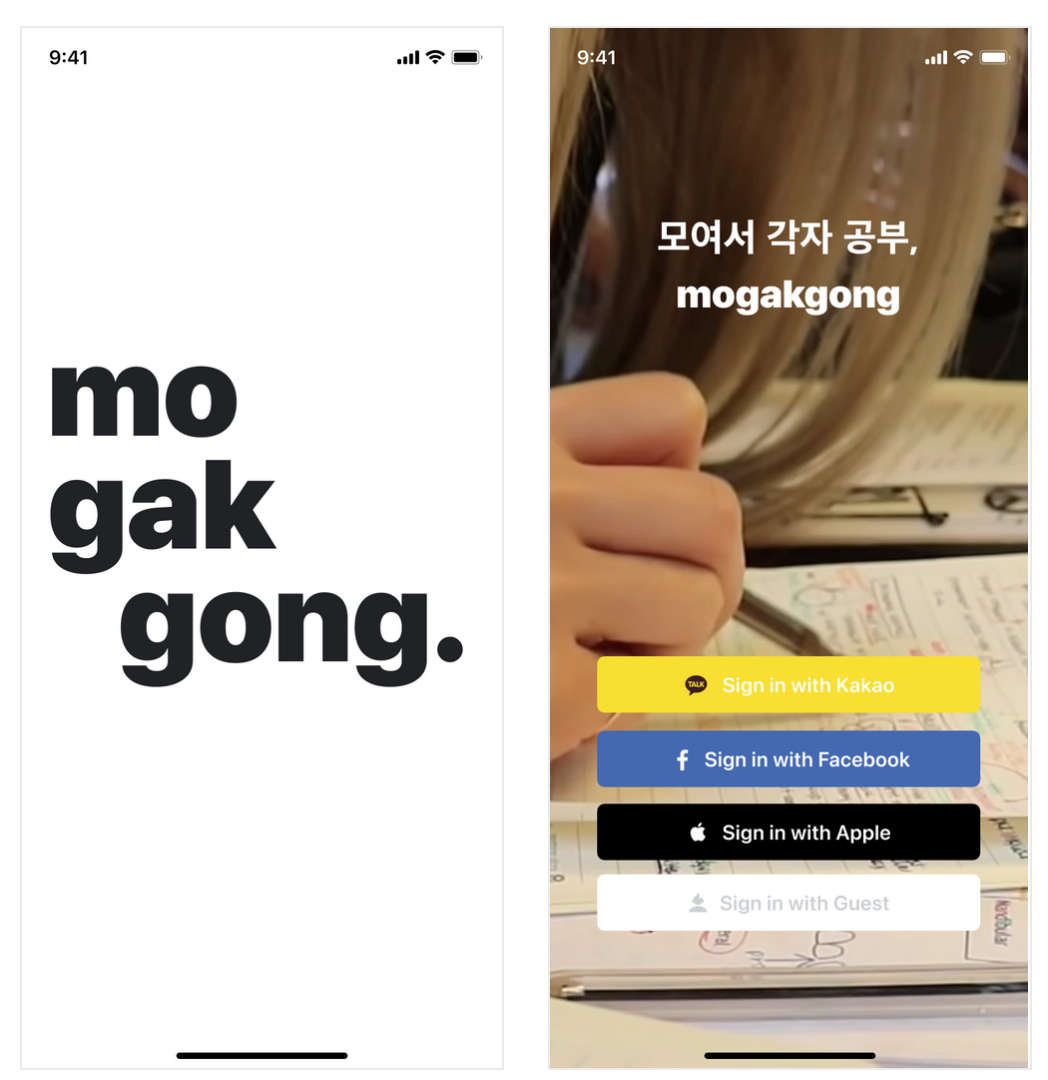 9:41
mo
gak
gong.
9:41
모여서 각자 공부,
mogakgong
TALK Sign in with Kakao
Sign in with Facebook
Sign in with Apple
Sign in with Guest
Mandibular